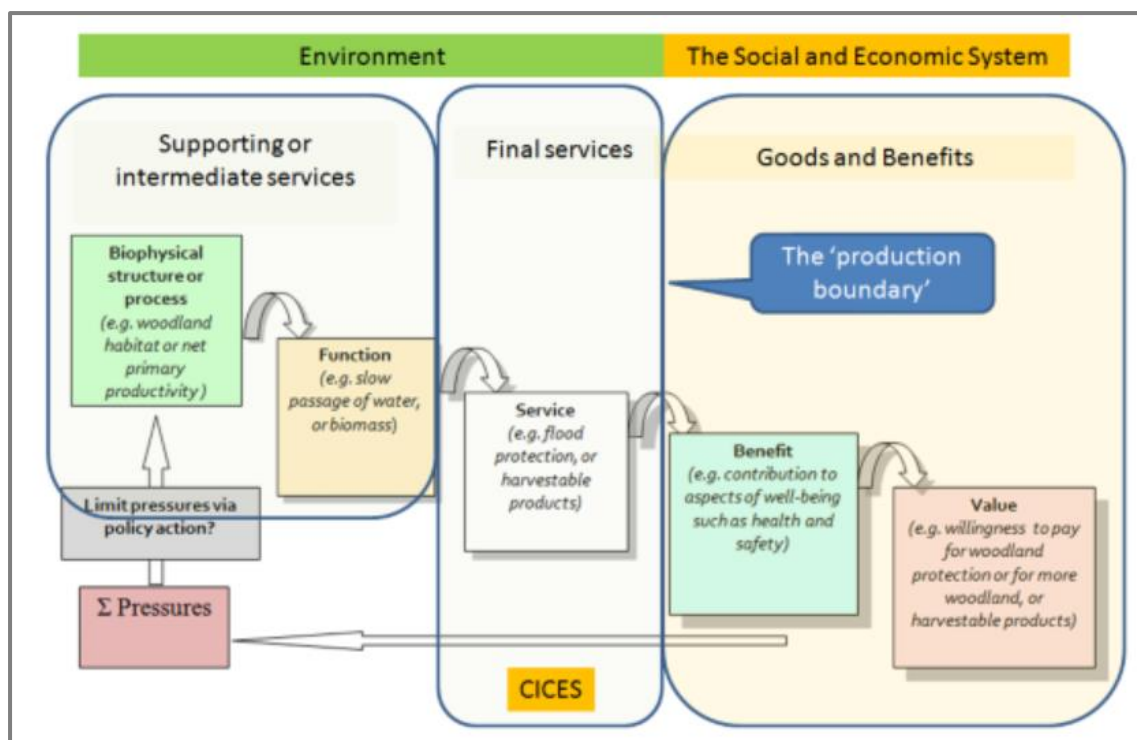 Environment
The Social and Economic System
Supporting or
intermediate services
Final services
Goods and Benefits
Biophysical
structure or
process
(e.g. woodland
habitat or net
primary
productivity )
The ‘production
boundary’
Function
(e.g. slow
passage of water,
or biomass)
Service
(e.g. flood
protection, or
harvestable
products)
Benefit
(e.g. contribution to
aspects of well-being
such as health and
safety)
Value
(e.g. willingness to pay
for woodland
protection or for more
woodland, or
harvestable products)
Limit pressures via
policy action?
Σ Pressures
CICES